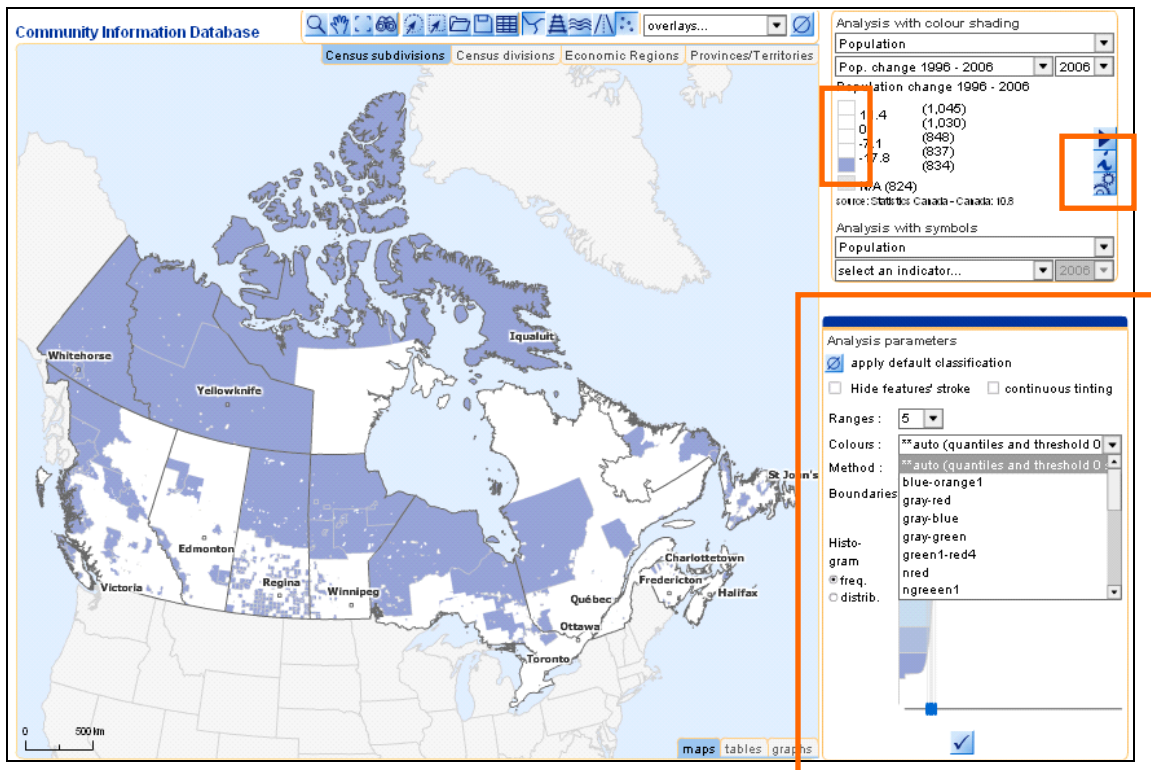 Community Information Database
overlays...
Census subdivisions Census divisions Economic Regions Provinces/Territories
Whitehorse
Yellowknife
Iqualuit
Edmonton
Victoria
Regina
Winnipeg
St John's
Charlottetown
Fredericton
Halifax
Québec
Ottawa
Toronto
0 500 km
maps tables graphs
Analysis with colour shading
Population
Pop. change 1996 - 2006 2006
Population change 1996 - 2006
(1,045)
(1,030)
-7.1 (848)
-17.8 (837)
(834)
N/A (824)
source: Statistics Canada - Canada: 10.8
Analysis with symbols
Population
select an indicator... 2006
Analysis parameters
apply default classification
Hide features' stroke continuous tinting
Ranges : 5
Colours : **auto (quantiles and threshold 0
Method : **auto (quantiles and threshold 0
blue-orange1
Boundaries
gray-red
gray-blue
gray-green
green1-red4
nred
ngreeen1
Histo-
gram
freq.
distrib.